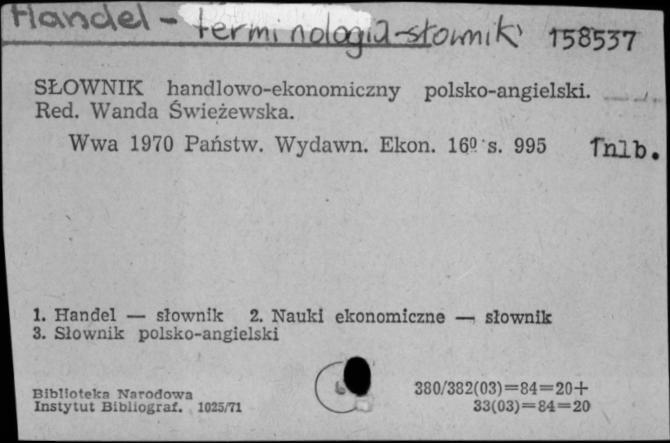 Handel - terminologia-słownik 158537
SŁOWNIK handlowo-ekonomiczny polsko-angielski.
Red. Wanda Świeżewska.
Wwa 1970 Państw. Wydawn. Ekon. 16º s. 995 1nlb.
1. Handel — słownik 2. Nauki ekonomiczne — słownik
3. Słownik polsko-angielski
Biblioteka Narodowa
Instytut Bibliograf. 1025/71
380/382(03)=84=20+
33(03)=84=20